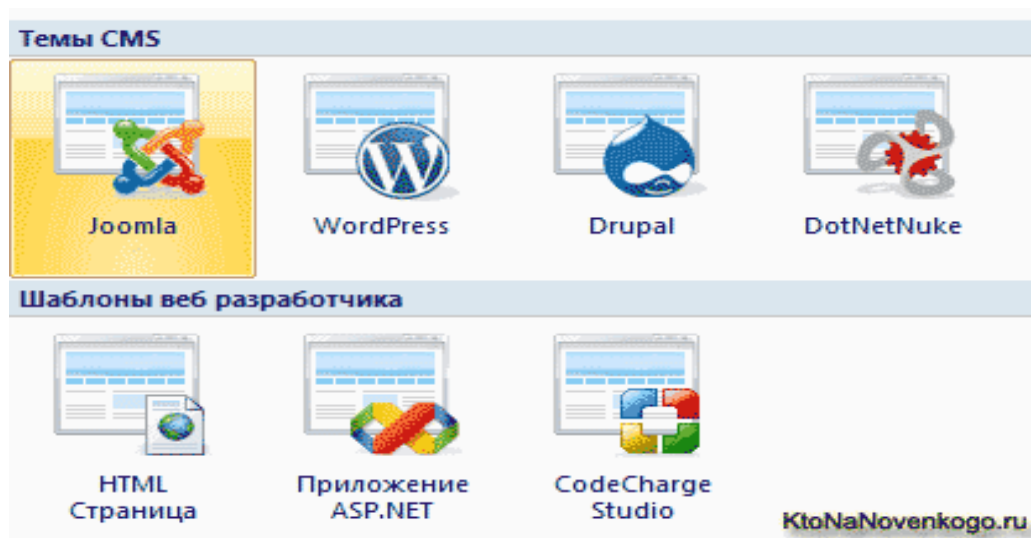 Темы CMS
Joomla
WordPress
Drupal
DotNetNuke
Шаблоны веб разработчика
HTML
Страница
Приложение
ASP.NET
CodeCharge
Studio
KtoNaNovenkogo.ru